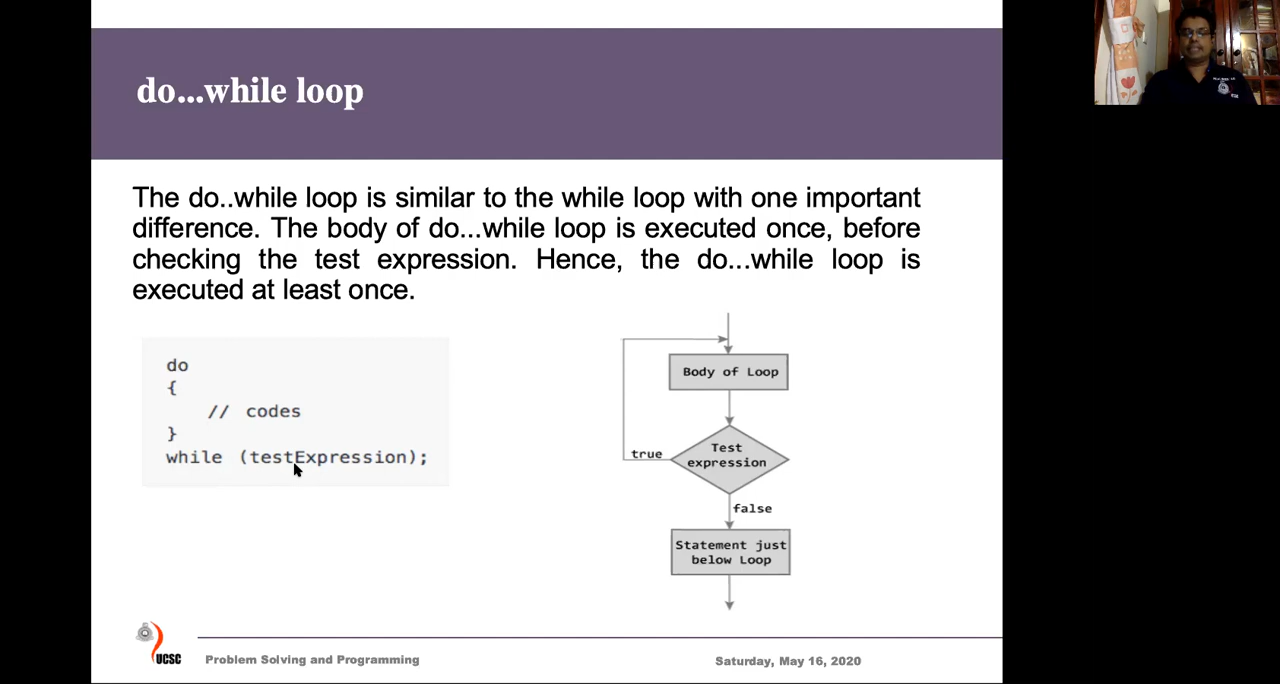 do...while loop
The do..while loop is similar to the while loop with one important
difference. The body of do...while loop is executed once, before
checking the test expression. Hence, the do...while loop is
executed at least once.
do
{
// codes
}
while (testExpression);
Body of Loop
Test
expression
true
false
Statement just
below Loop
UCSC
Problem Solving and Programming
Saturday, May 16, 2020